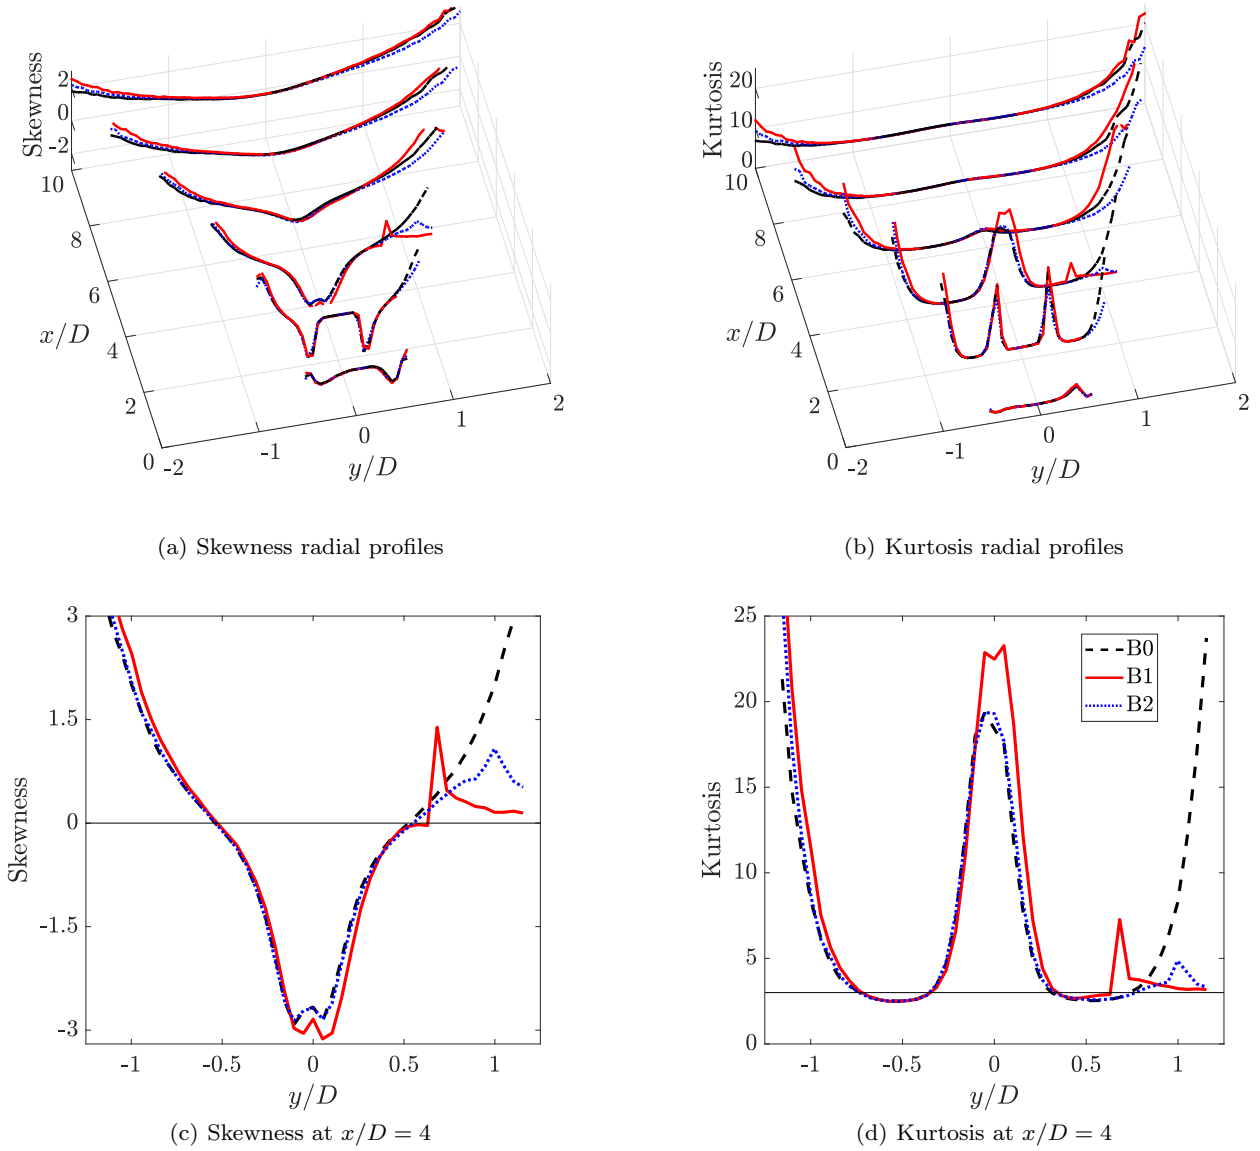 Skewness
2
0
-2
10
8
6
4
2
0
x/D
-2
-1
0
1
2
y/D
(a) Skewness radial profiles
Kurtosis
20
10
0
10
8
6
4
2
0
x/D
-2
-1
0
1
2
y/D
(b) Kurtosis radial profiles
Skewness
3
1.5
0
-1.5
-3
-1
-0.5
0
0.5
1
y/D
(c) Skewness at x/D = 4
Kurtosis
25
20
15
10
5
0
B0
B1
B2
-1
-0.5
0
0.5
1
y/D
(d) Kurtosis at x/D = 4